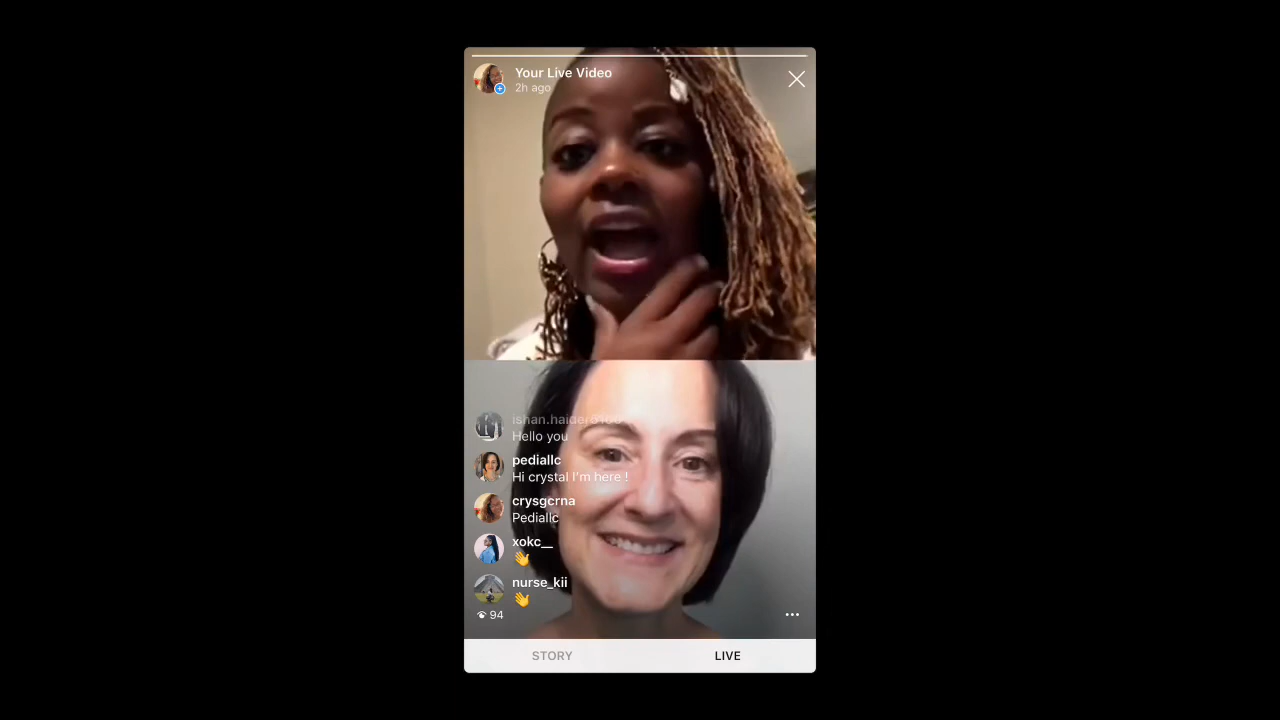 Your Live Video
2h ago
Hello you
pediallc
Hi crystal I'm here !
crysgcrna
Pediallc
xokc__
👋
nurse_kii
👋
94
STORY
LIVE